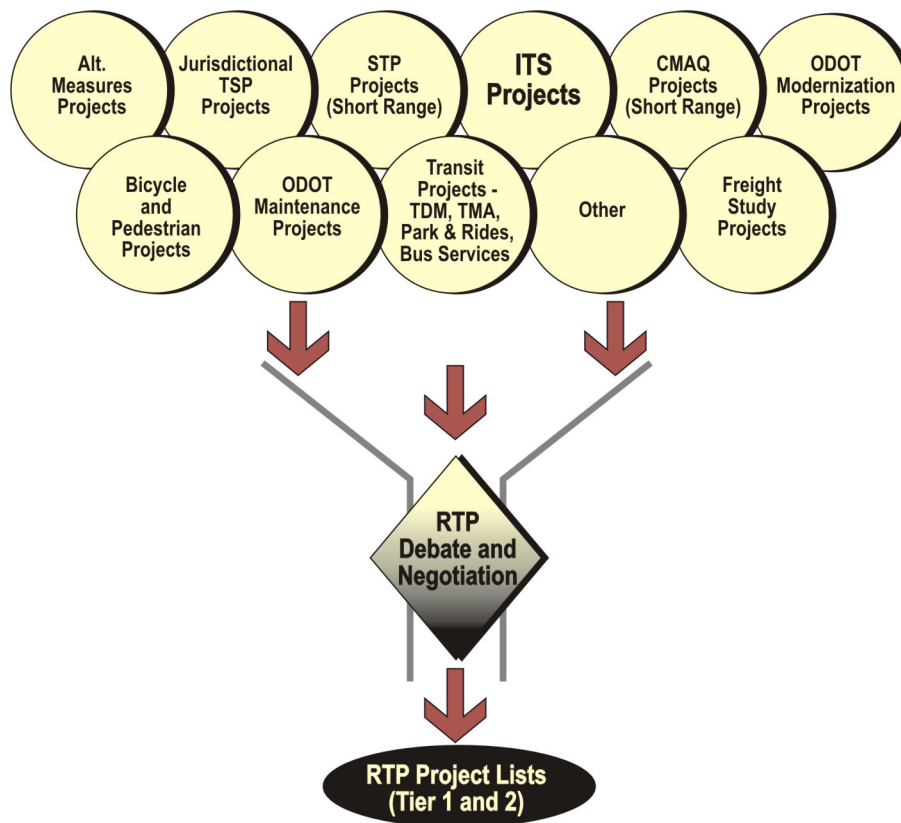 Alt.
Measures
Projects
Jurisdictional
TSP
Projects
STP
Projects
(Short Range)
ITS
Projects
CMAQ
Projects
(Short Range)
ODOT
Modernization
Projects
Bicycle
and
Pedestrian
Projects
ODOT
Maintenance
Projects
Transit
Projects -
TDM, TMA,
Park & Rides,
Bus Services
Other
Freight
Study
Projects
RTP
Debate and
Negotiation
RTP Project Lists
(Tier 1 and 2)